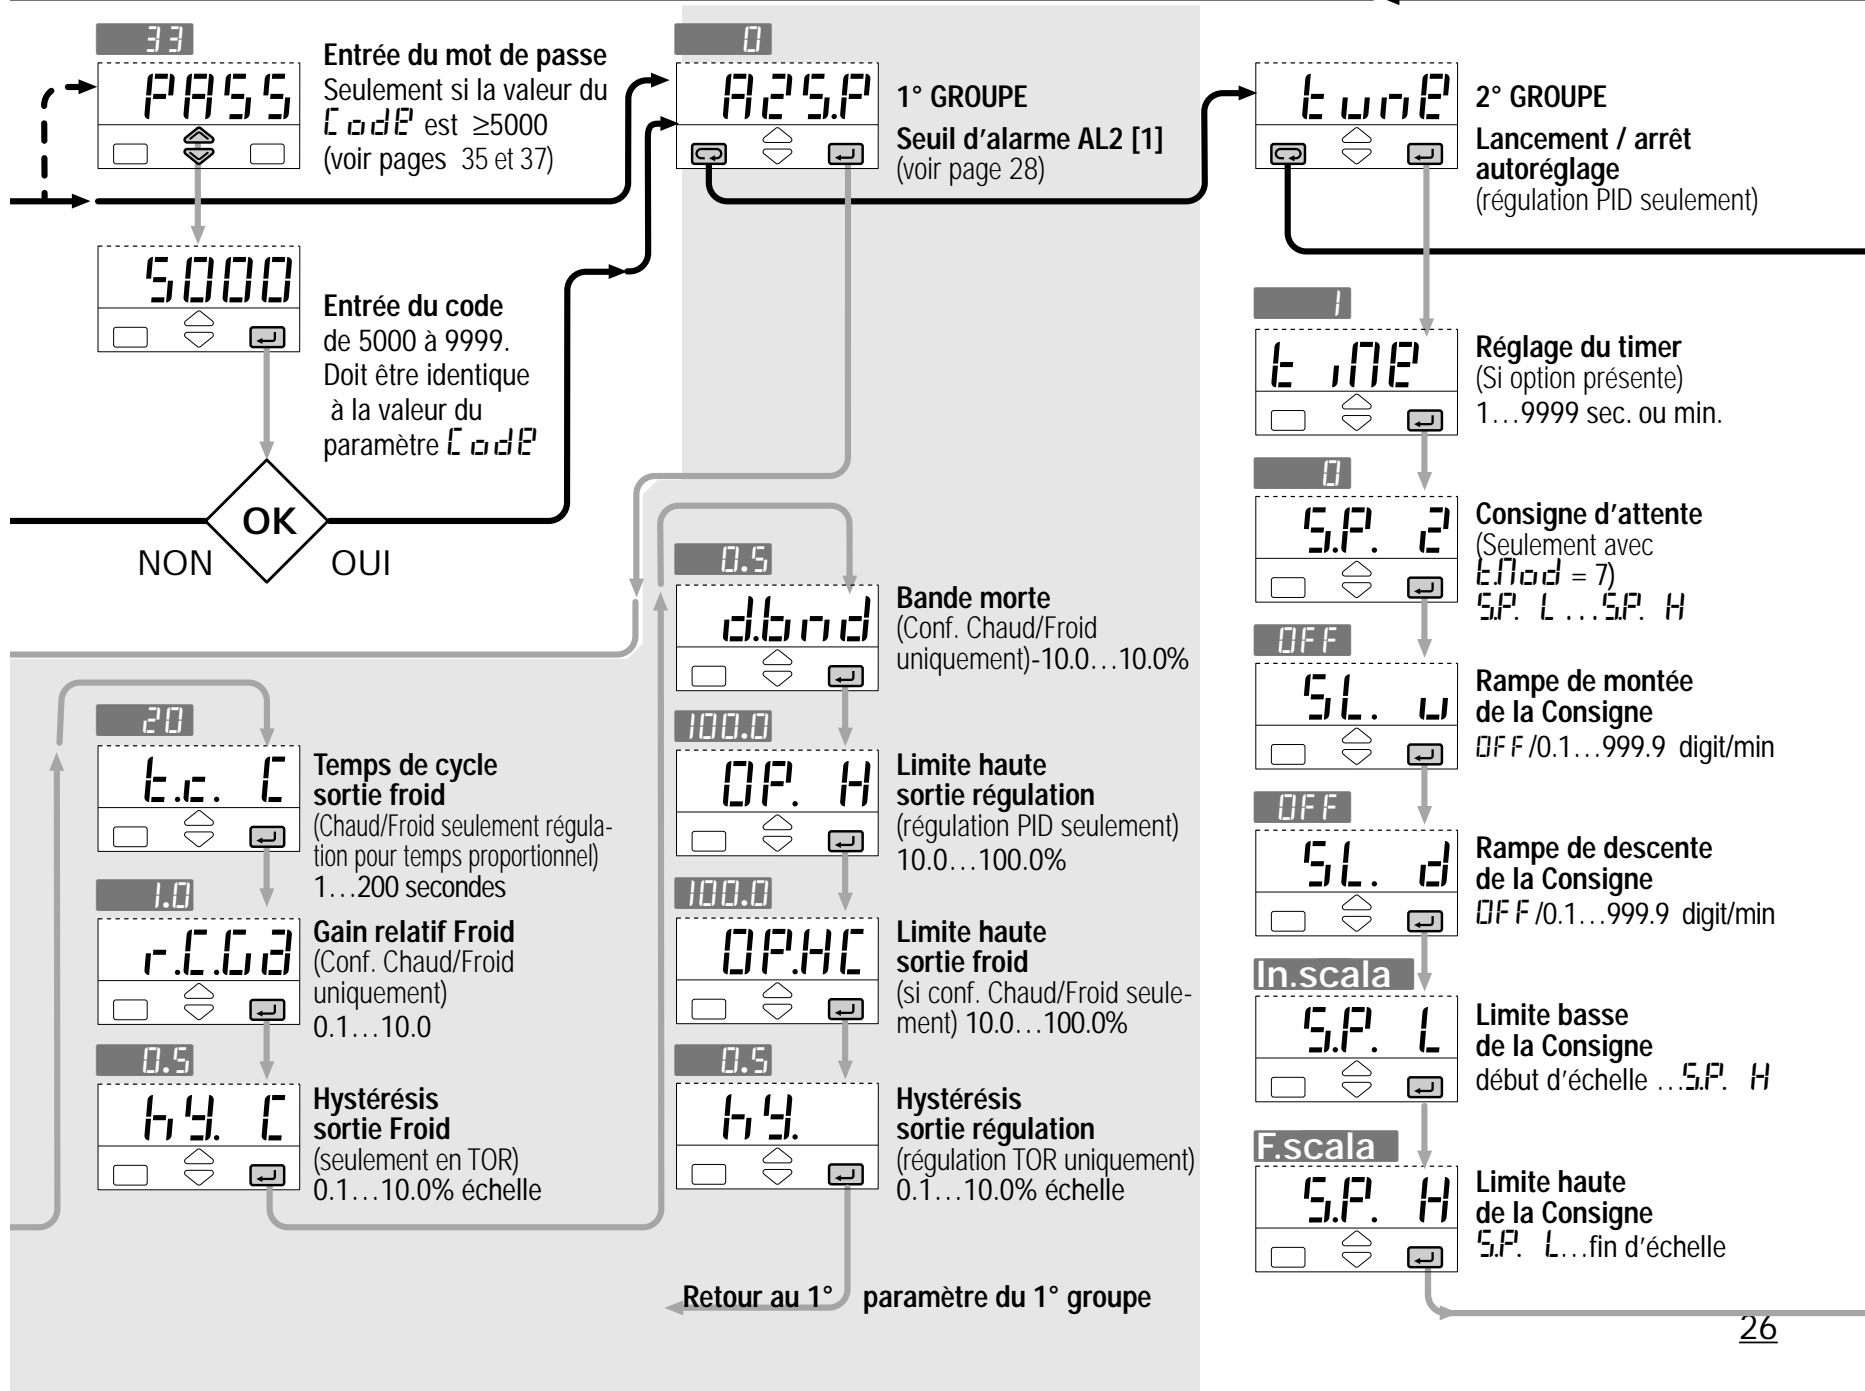 33
PASS
Entrée du mot de passe
Seulement si la valeur du
CodE est ≥5000
(voir pages 35 et 37)
5000
Entrée du code
de 5000 à 9999.
Doit être identique
à la valeur du
paramètre CodE
OK
NON
OUI
20
t.c. C
Temps de cycle
sortie froid
(Chaud/Froid seulement régula-
tion pour temps proportionnel)
1…200 secondes
1.0
r.C.Ga
Gain relatif Froid
(Conf. Chaud/Froid
uniquement)
0.1…10.0
0.5
hy. C
Hystérésis
sortie Froid
(seulement en TOR)
0.1…10.0% échelle
0
A2S.P
1° GROUPE
Seuil d'alarme AL2 [1]
(voir page 28)
0.5
d.bnd
Bande morte
(Conf. Chaud/Froid
uniquement)-10.0…10.0%
100.0
OP. H
Limite haute
sortie régulation
(régulation PID seulement)
10.0…100.0%
100.0
OP.HC
Limite haute
sortie froid
(si conf. Chaud/Froid seule-
ment) 10.0…100.0%
0.5
hy.
Hystérésis
sortie régulation
(régulation TOR uniquement)
0.1…10.0% échelle
Retour au 1° paramètre du 1° groupe
tunE
2° GROUPE
Lancement / arrêt
autoréglage
(régulation PID seulement)
1
tiME
Réglage du timer
(Si option présente)
1…9999 sec. ou min.
0
S.P. 2
Consigne d'attente
(Seulement avec
t.Mod = 7)
S.P. L …S.P. H
OFF
SL. u
Rampe de montée
de la Consigne
OFF/0.1…999.9 digit/min
OFF
SL. d
Rampe de descente
de la Consigne
OFF/0.1…999.9 digit/min
In.scala
S.P. L
Limite basse
de la Consigne
début d'échelle …S.P. H
F.scala
S.P. H
Limite haute
de la Consigne
S.P. L…fin d'échelle
26